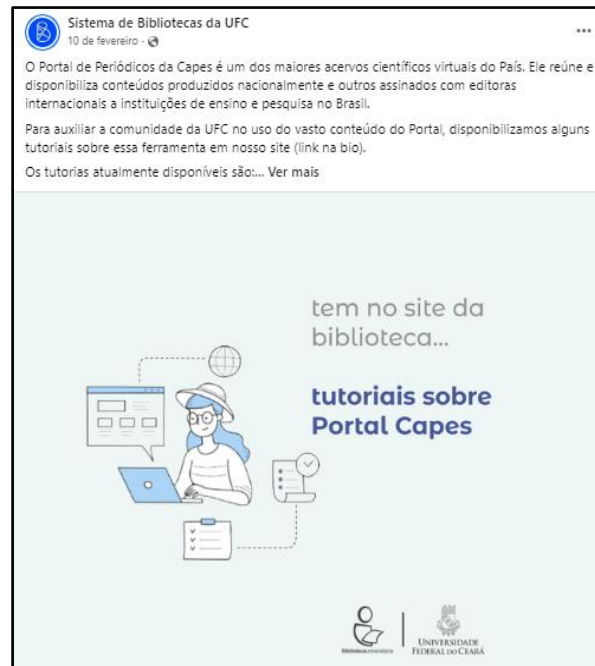 Sistema de Bibliotecas da UFC
10 de fevereiro ·
O Portal de Periódicos da Capes é um dos maiores acervos científicos virtuais do País. Ele reúne e
disponibiliza conteúdos produzidos nacionalmente e outros assinados com editoras
internacionais a instituições de ensino e pesquisa no Brasil.
Para auxiliar a comunidade da UFC no uso do vasto conteúdo do Portal, disponibilizamos alguns
tutoriais sobre essa ferramenta em nosso site (link na bio).
Os tutorias atualmente disponíveis são:... Ver mais
tem no site da
biblioteca...
tutoriais sobre
Portal Capes
BibliotecaUniversitária
UNIVERSIDADE
FEDERAL DO CEARÁ